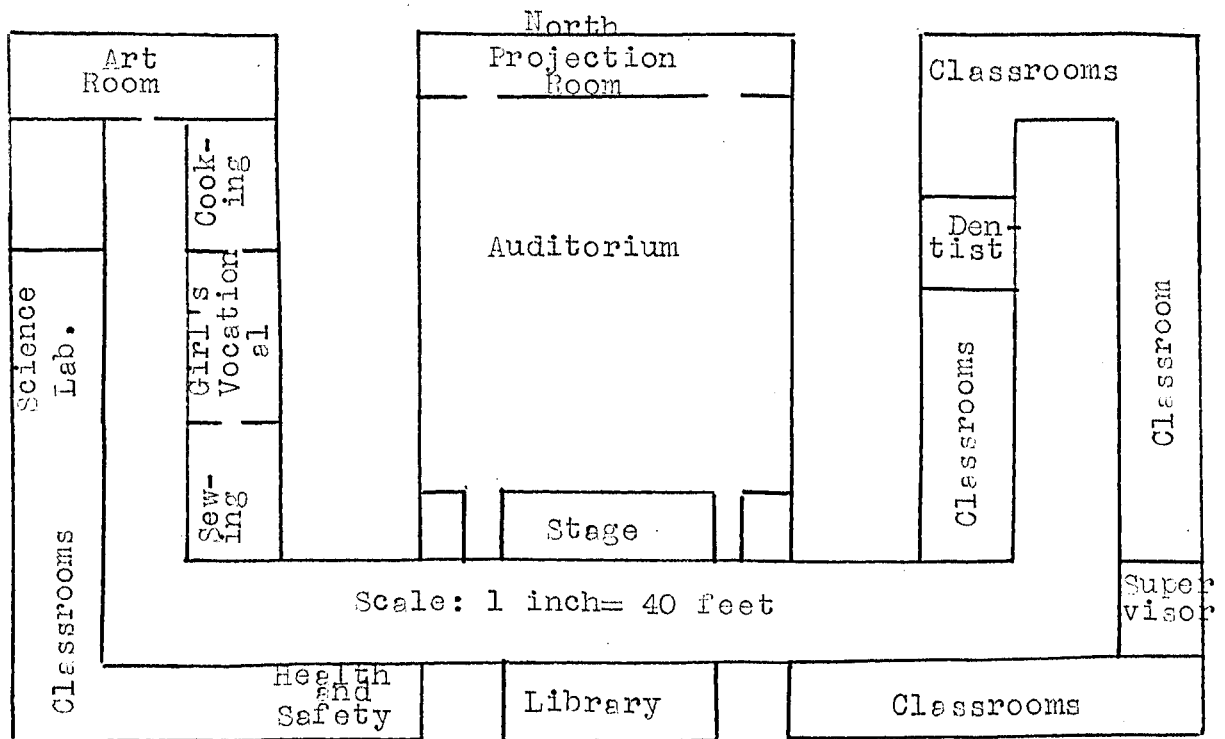 North
Art
Room
Projection
Room
Classrooms
Cook-
ing
Auditorium
Den-
tist
Science
Lab.
Girl's
Vocation
al
Classroom
Classrooms
Sew-
ing
Stage
Classrooms
Scale: 1 inch= 40 feet
Super
visor
Health
and
Safety
Library
Classrooms